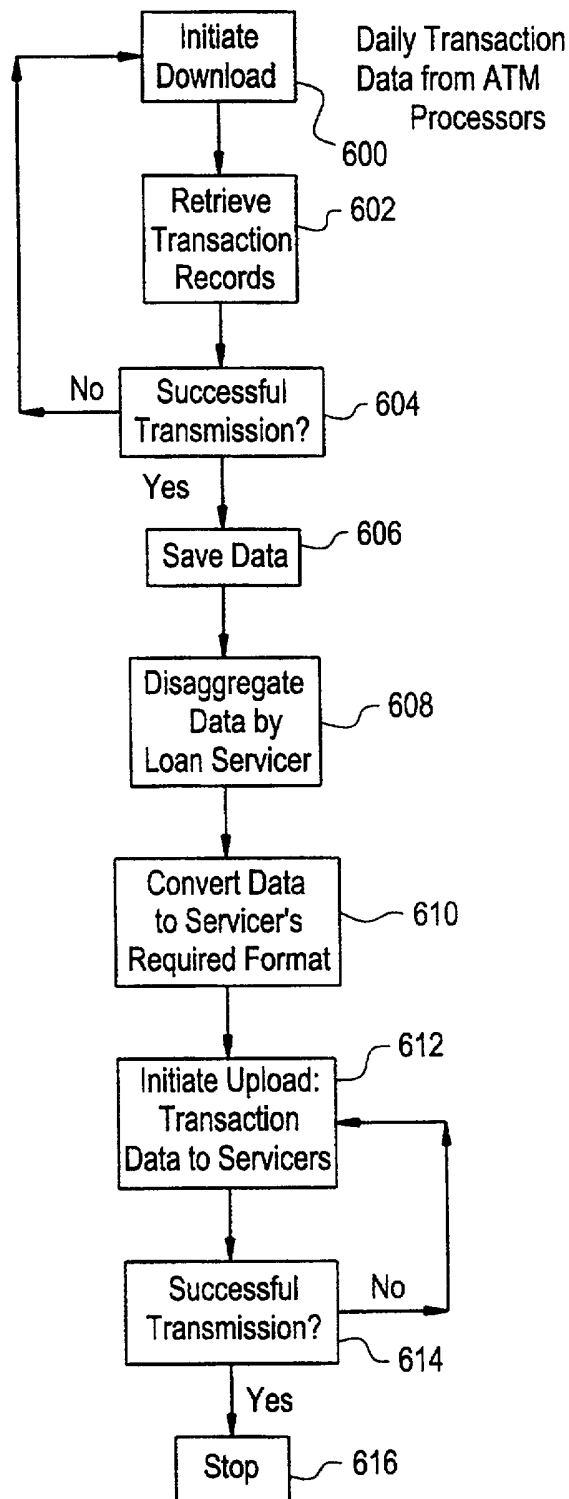 Initiate
Download
Daily Transaction
Data from ATM
Processors
600
Retrieve
Transaction
Records
602
No
Successful
Transmission?
604
Yes
Save Data
606
Disaggregate
Data by
Loan Servicer
608
Convert Data
to Servicer's
Required Format
610
612
Initiate Upload:
Transaction
Data to Servicers
Successful
Transmission?
No
614
Yes
Stop
616